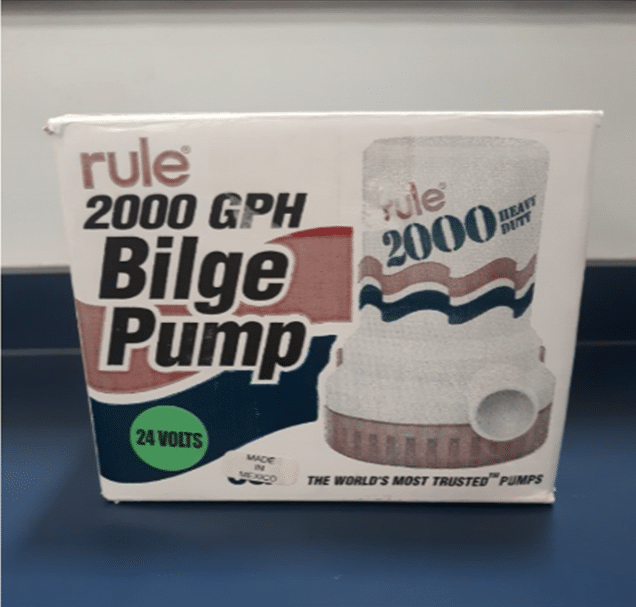 rule®
2000 GPH
Bilge
Pump
rule®
2000 HEAVY
DUTY
24 VOLTS
MADE
IN
MEXICO
THE WORLD'S MOST TRUSTED™ PUMPS